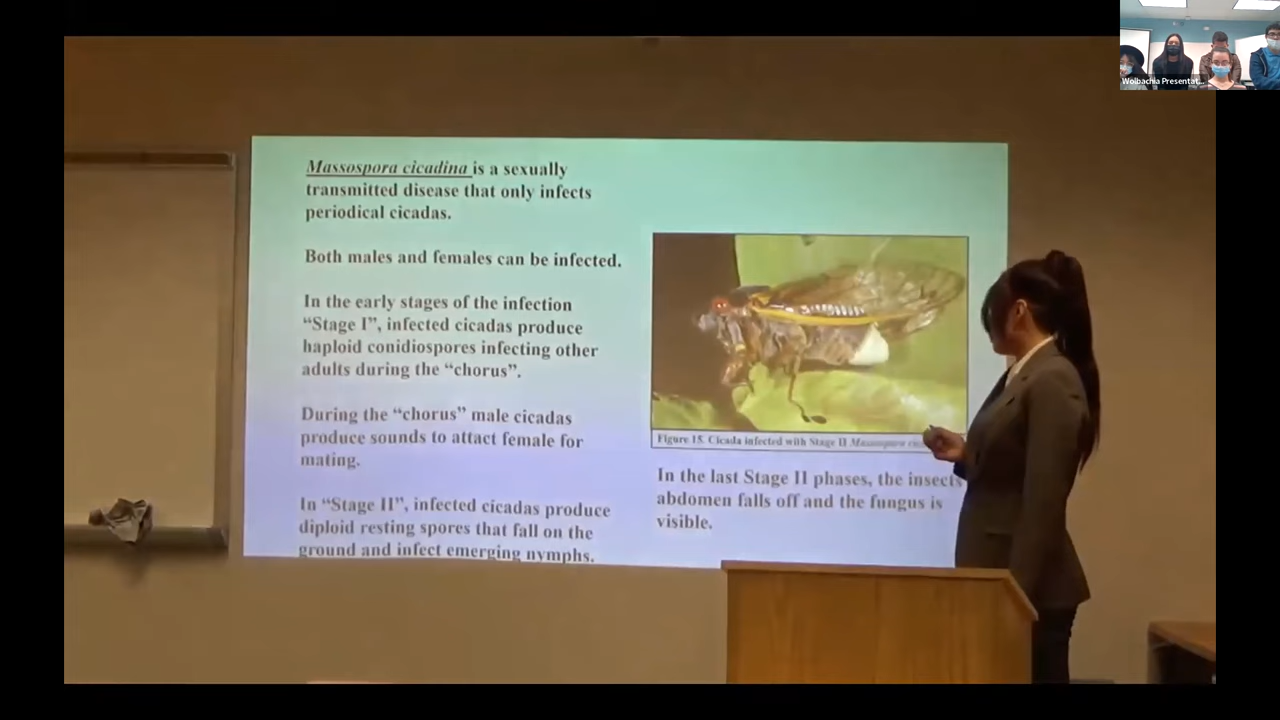 Wolbachia Presentat...
Massospora cicadina is a sexually
transmitted disease that only infects
periodical cicadas.
Both males and females can be infected.
In the early stages of the infection
“Stage I”, infected cicadas produce
haploid conidiospores infecting other
adults during the “chorus”.
During the “chorus” male cicadas
produce sounds to attact female for
mating.
In “Stage II”, infected cicadas produce
diploid resting spores that fall on the
ground and infect emerging nymphs.
Figure 15. Cicada infected with Stage II Massospora
In the last Stage II phases, the insects
abdomen falls off and the fungus is
visible.